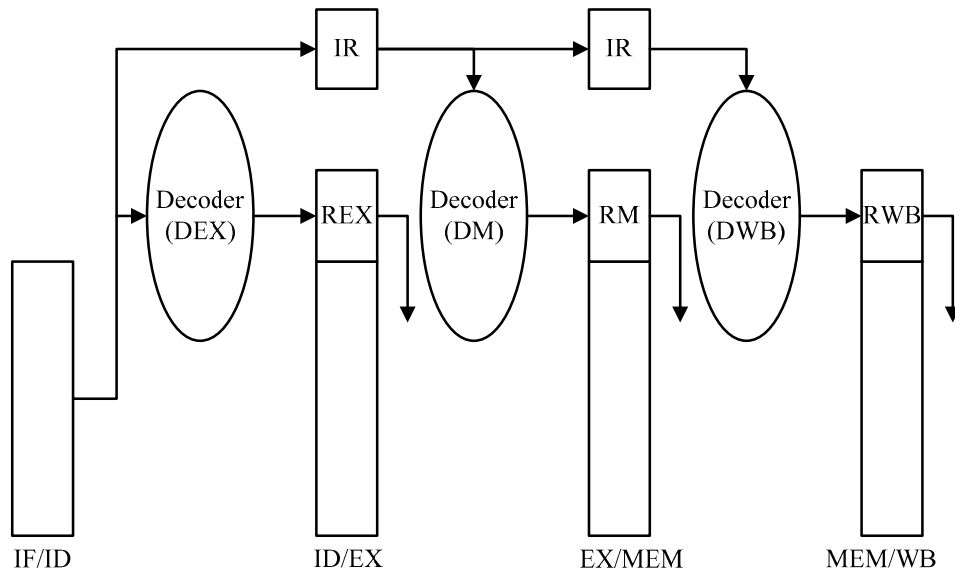 IR
IR
Decoder
(DEX)
REX
Decoder
(DM)
RM
Decoder
(DWB)
RWB
IF/ID
ID/EX
EX/MEM
MEM/WB